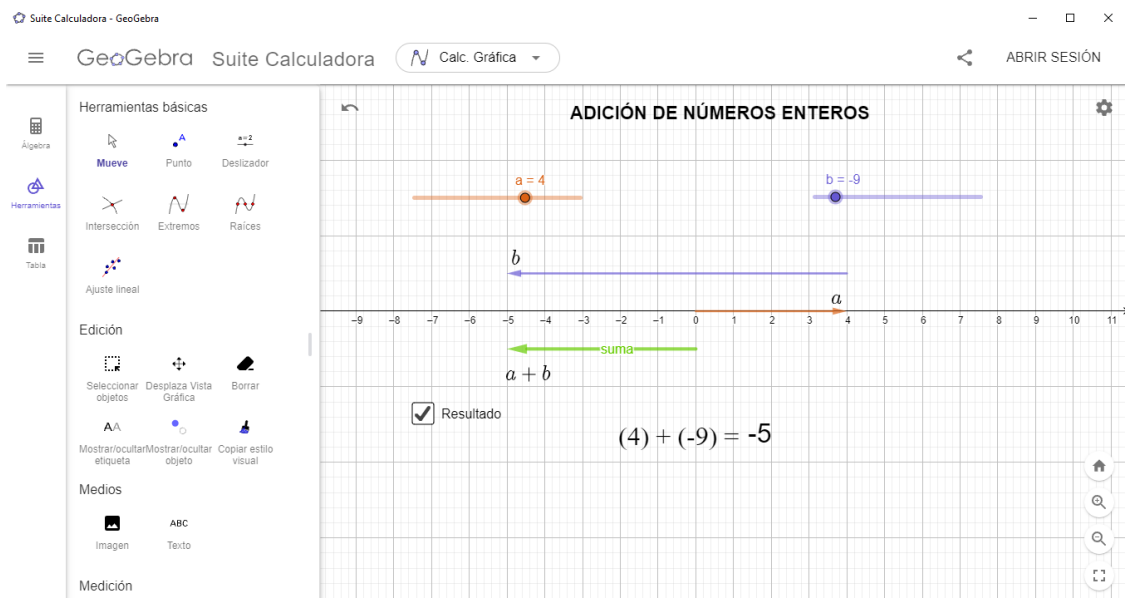 Suite Calculadora - GeoGebra
GeoGebra Suite Calculadora Calc. Gráfica ABRIR SESIÓN
Álgebra
Herramientas
Tabla
Herramientas básicas
A
a=2
Mueve Punto Deslizador
Intersección Extremos Raíces
Ajuste lineal
Edición
Seleccionar objetos
Desplaza Vista Gráfica
Borrar
AA
Mostrar/ocultar etiqueta
Mostrar/ocultar objeto
Copiar estilo visual
Medios
ABC
Imagen Texto
Medición
ADICIÓN DE NÚMEROS ENTEROS
a = 4 b = -9
b
a
−9 −8 −7 −6 −5 −4 −3 −2 −1 0 1 2 3 4 5 6 7 8 9 10 11
suma
a + b
Resultado
(4) + (-9) = -5